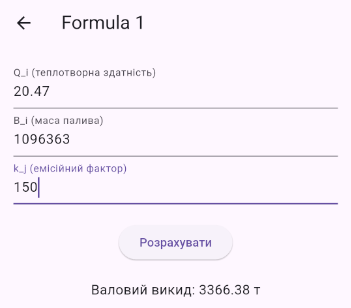 Formula 1
Q_i (теплотворна здатність)
20.47
B_i (маса палива)
1096363
k_j (емісійний фактор)
150
Розрахувати
Валовий викид: 3366.38 т